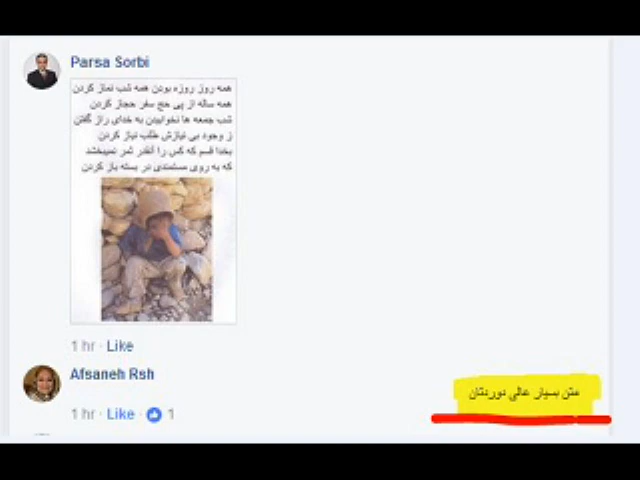 Parsa Sorbi
همه روز روزه بودن همه شب نماز کردن
همه ساله از پی حج سفر حجاز کردن
شب جمعه ها نخوابیدن به خدای راز گفتن
ز وجود بی نیازش طلب نیاز کردن
بخدا قسم که کس را آنقدر ثمر نمیبخشد
که به روی مستمندی در بسته باز کردن
1 hr · Like
Afsaneh Rsh
متن بسیار عالی
1 hr · Like · 1